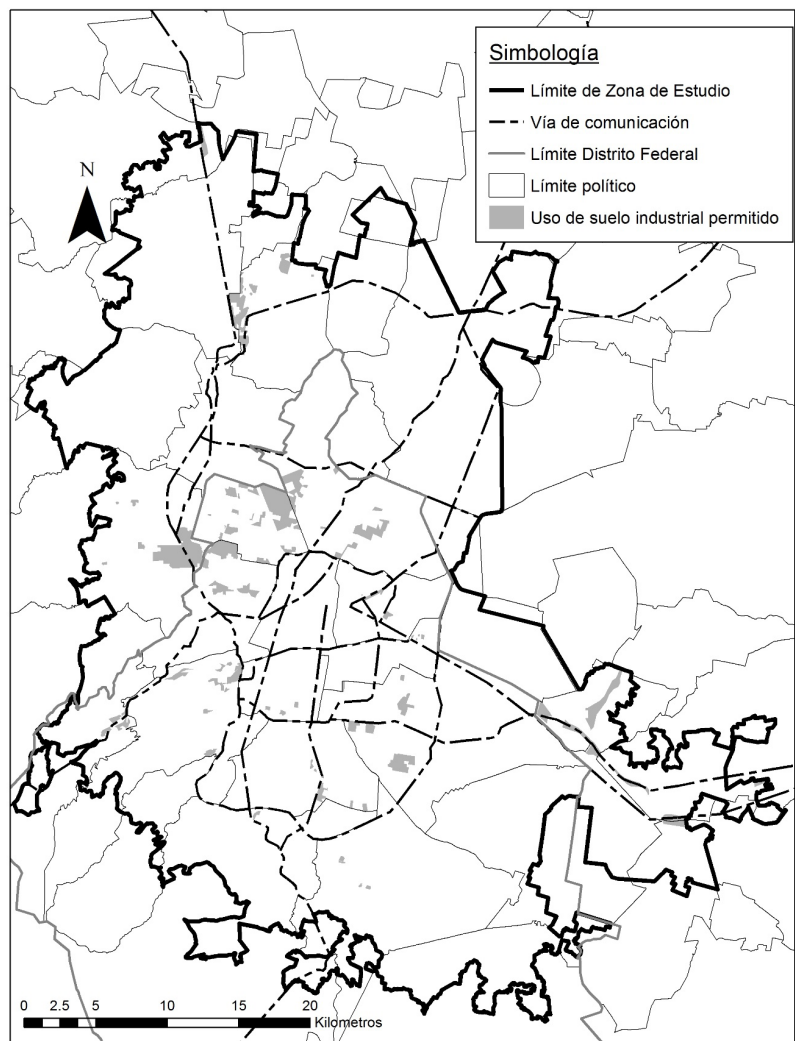 Simbología
Límite de Zona de Estudio
Vía de comunicación
Límite Distrito Federal
Límite político
Uso de suelo industrial permitido
N
0 2.5 5 10 15 20
Kilometros